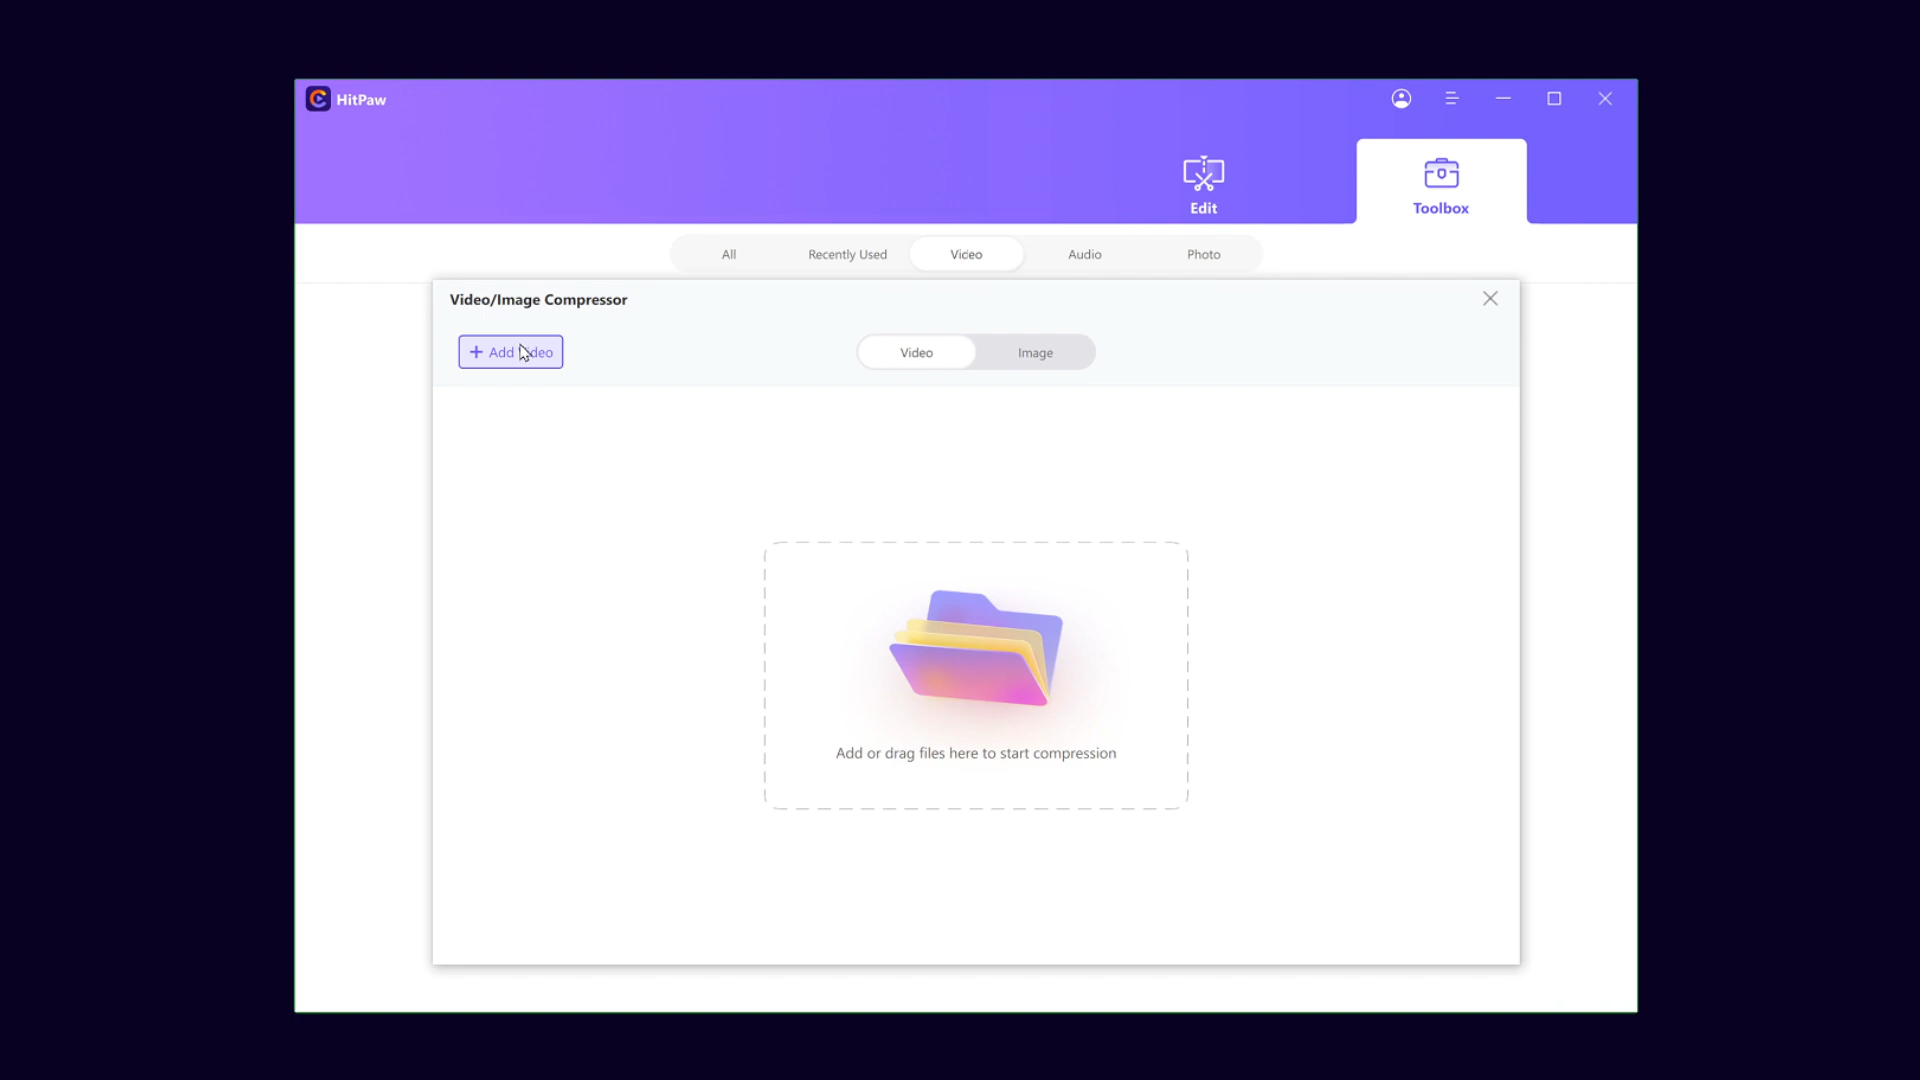 HitPaw
Edit
Toolbox
All
Recently Used
Video
Audio
Photo
Video/Image Compressor
+ Add Video
Video
Image
Add or drag files here to start compression